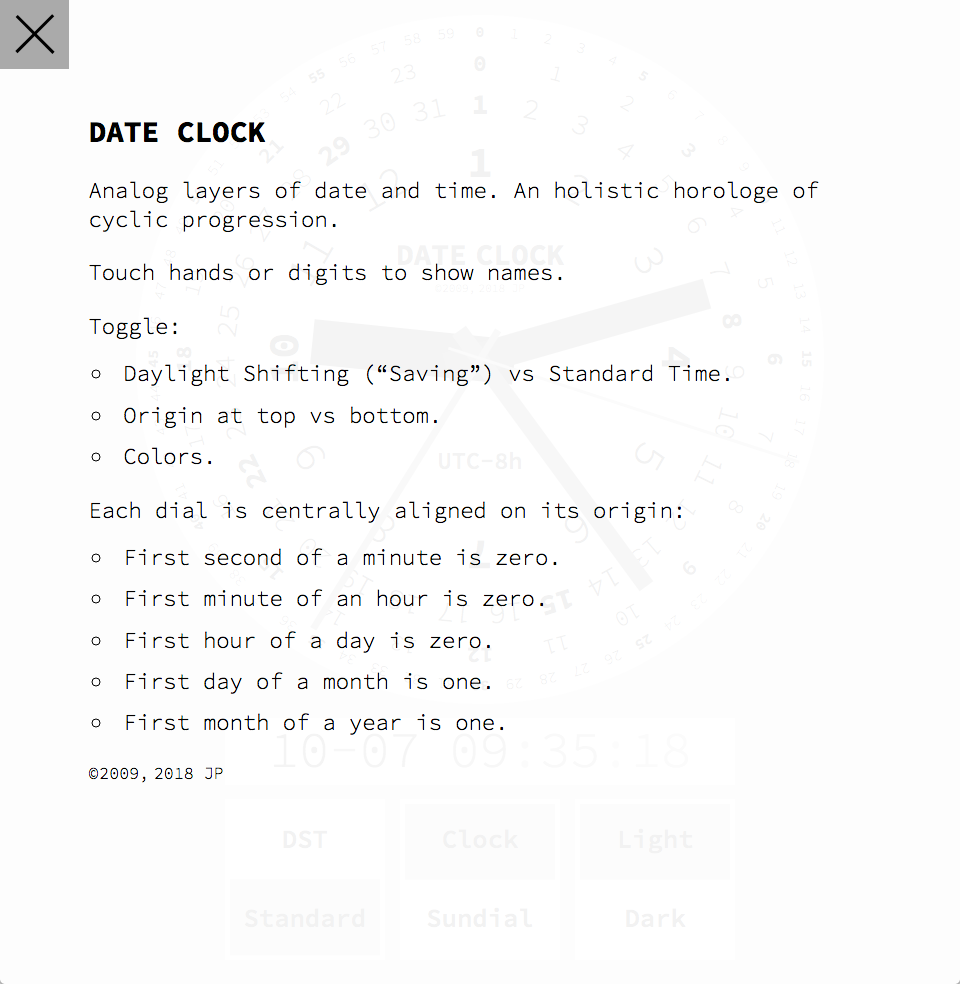 DATE CLOCK
Analog layers of date and time. An holistic horologe of
cyclic progression.
Touch hands or digits to show names.
Toggle:
Daylight Shifting (“Saving”) vs Standard Time.
Origin at top vs bottom.
Colors.
Each dial is centrally aligned on its origin:
First second of a minute is zero.
First minute of an hour is zero.
First hour of a day is zero.
First day of a month is one.
First month of a year is one.
©2009, 2018 JP
DATE CLOCK
UTC-8h
10-07 09:35:18
DST Clock Light
Standard Sundial Dark